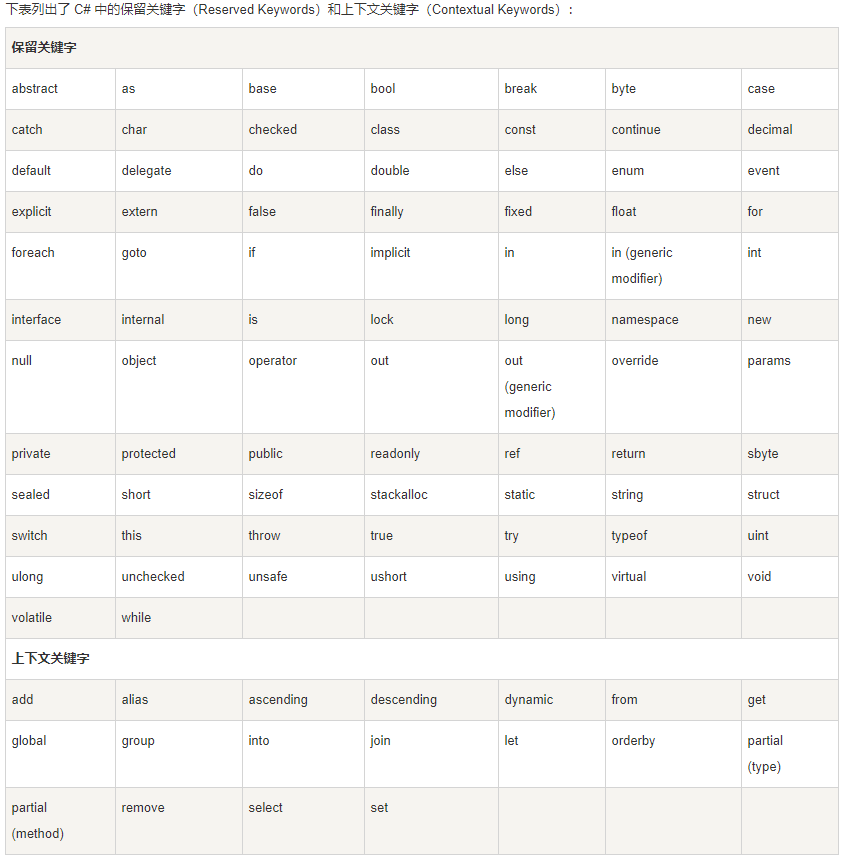 下表列出了 C# 中的保留关键字（Reserved Keywords）和上下文关键字（Contextual Keywords）：
保留关键字
abstract as base bool break byte case
catch char checked class const continue decimal
default delegate do double else enum event
explicit extern false finally fixed float for
foreach goto if implicit in in (generic modifier) int
interface internal is lock long namespace new
null object operator out out (generic modifier) override params
private protected public readonly ref return sbyte
sealed short sizeof stackalloc static string struct
switch this throw true try typeof uint
ulong unchecked unsafe ushort using virtual void
volatile while
上下文关键字
add alias ascending descending dynamic from get
global group into join let orderby partial (type)
partial (method) remove select set